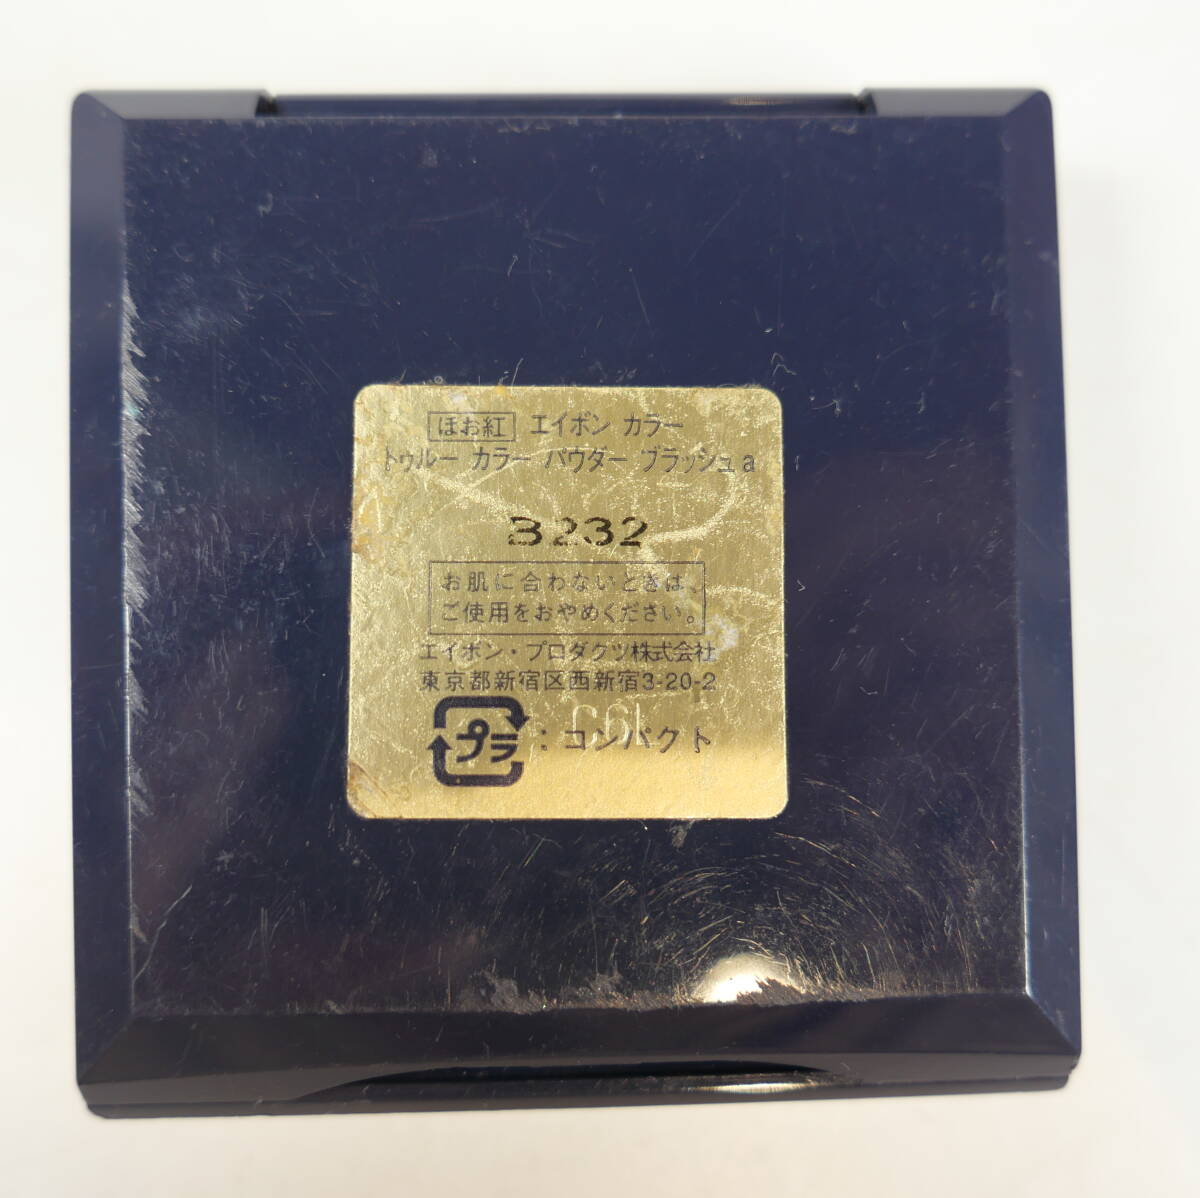 ほお紅 エイボン カラー
トゥルー カラー パウダー ブラッシュ a
3232
お肌に合わないときは、
ご使用をおやめください。
エイボン・プロダクツ株式会社
東京都新宿区西新宿3-20-2
プラ : コンパクト